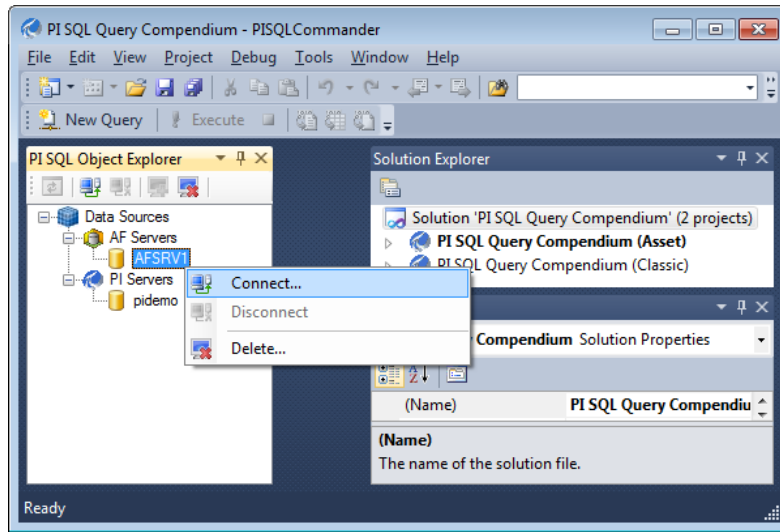 PI SQL Query Compendium - PISQLCommander
File Edit View Project Debug Tools Window Help
New Query Execute
PI SQL Object Explorer
Data Sources
AF Servers
AFSRV1
PI Servers
pidemo
Connect...
Disconnect
Delete...
Solution Explorer
Solution 'PI SQL Query Compendium' (2 projects)
PI SQL Query Compendium (Asset)
PI SQL Query Compendium (Classic)
Compendium Solution Properties
(Name) PI SQL Query Compendiu
(Name)
The name of the solution file.
Ready